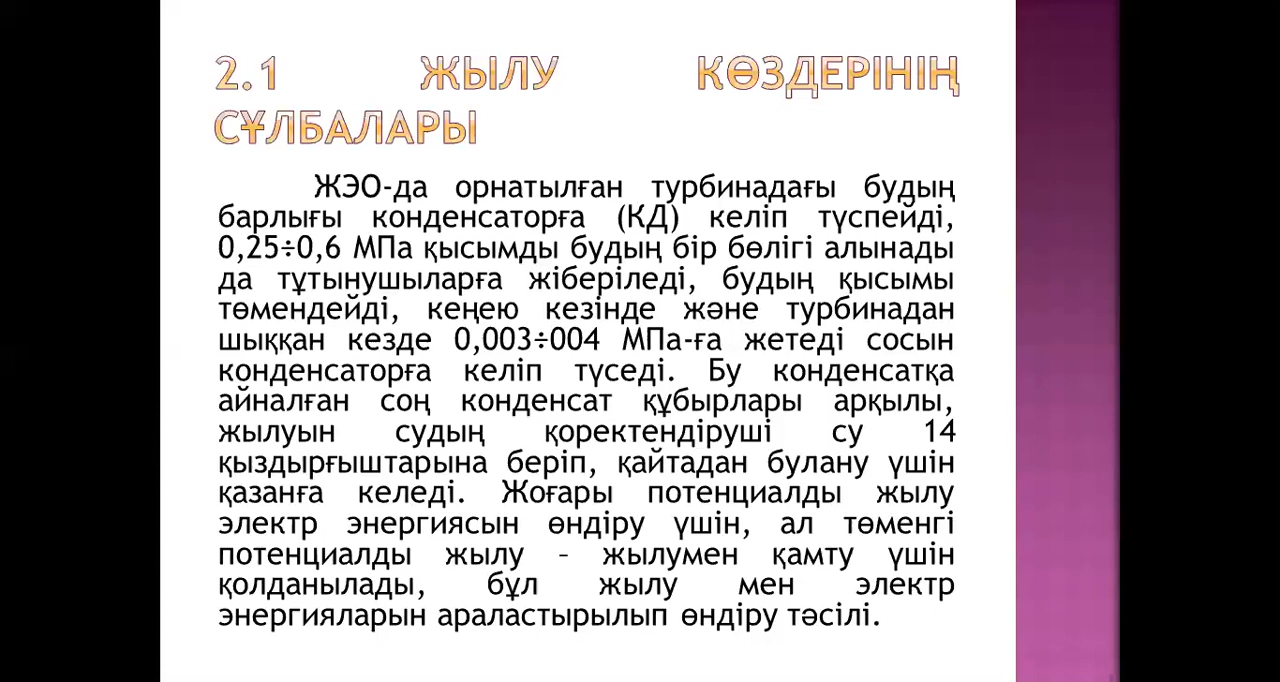 2.1 ЖЫЛУ КӨЗДЕРІНІҢ
СҰЛБАЛАРЫ
ЖЭО-да орнатылған турбинадағы будың
барлығы конденсаторға (КД) келіп түспейді,
0,25÷0,6 МПа қысымды будың бір бөлігі алынады
да тұтынушыларға жіберіледі, будың қысымы
төмендейді, кеңею кезінде және турбинадан
шыққан кезде 0,003÷004 МПа-ға жетеді сосын
конденсаторға келіп түседі. Бу конденсатқа
айналған соң конденсат құбырлары арқылы,
жылуын судың қоректендіруші су 14
қыздырғыштарына беріп, қайтадан булану үшін
қазанға келеді. Жоғары потенциалды жылу
электр энергиясын өндіру үшін, ал төменгі
потенциалды жылу – жылумен қамту үшін
қолданылады, бұл жылу мен электр
энергияларын араластырылып өндіру тәсілі.